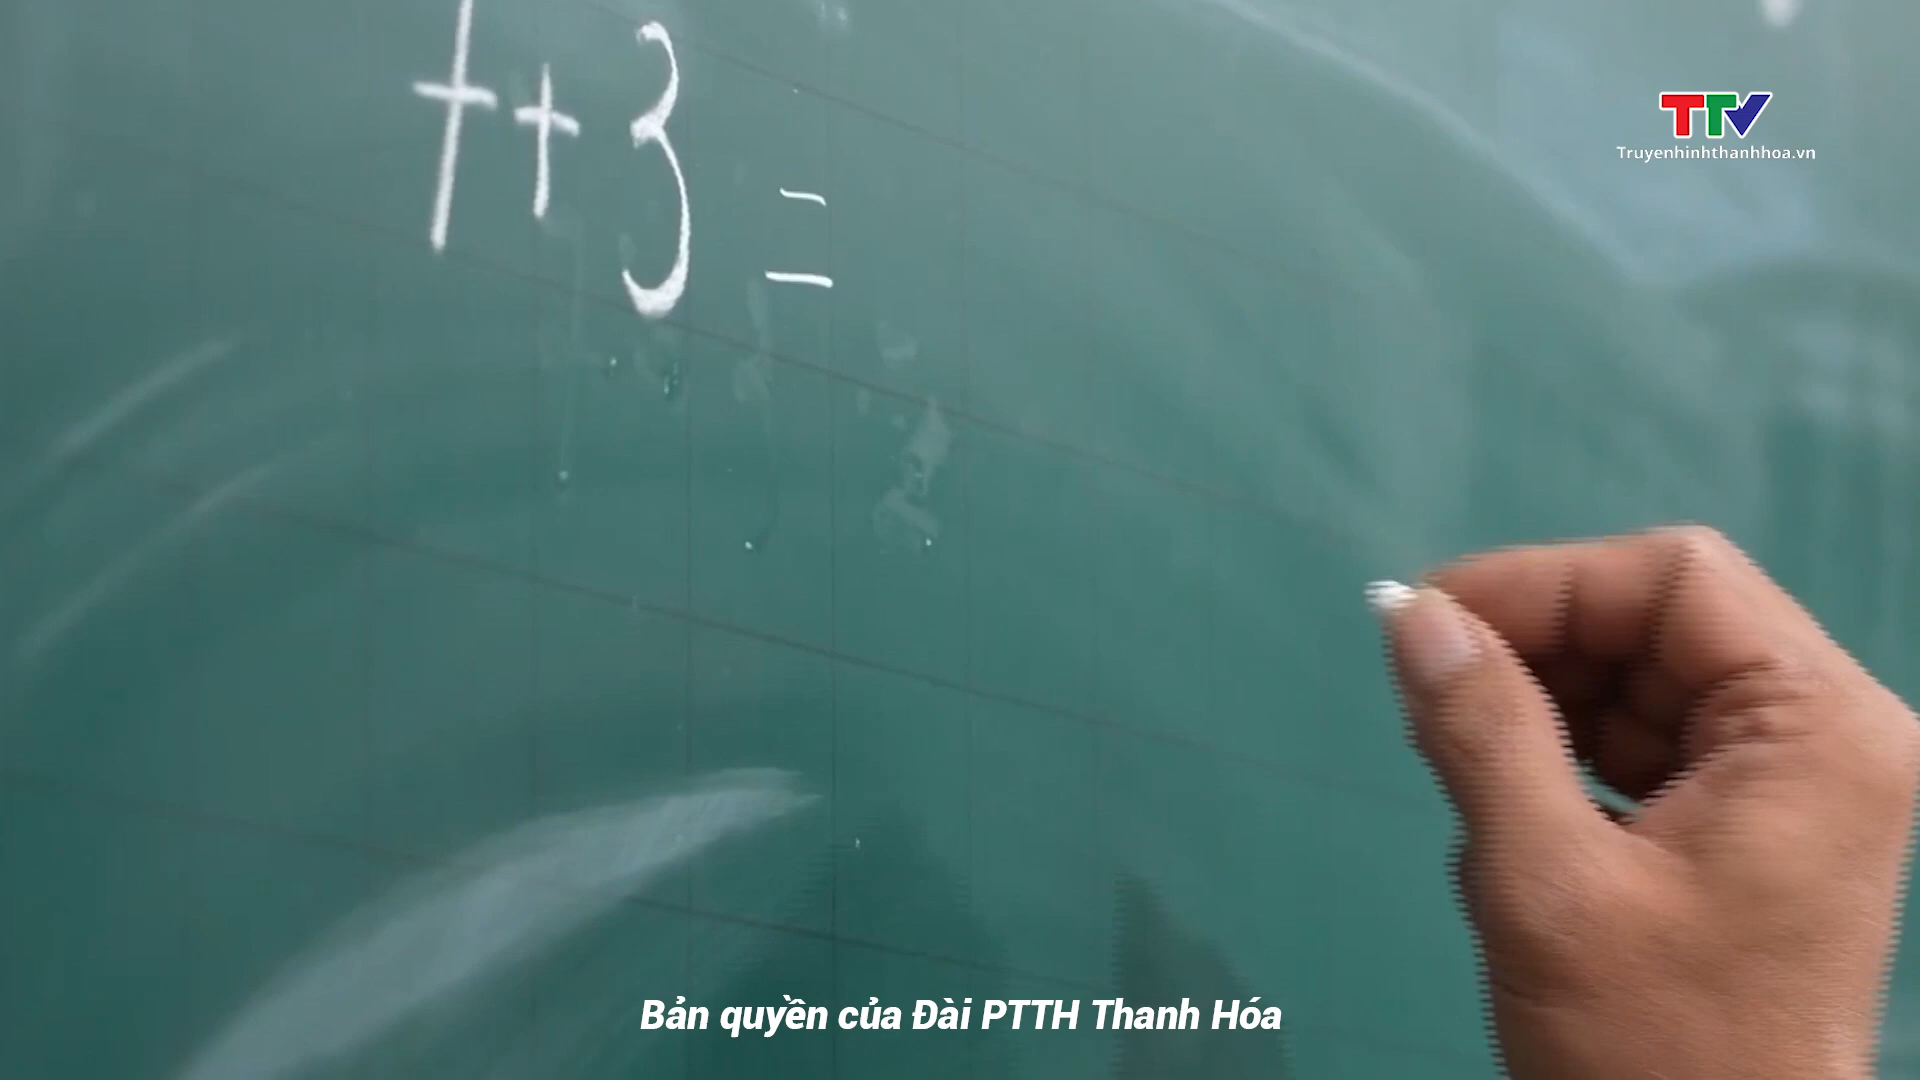 +3 =
TTV
Truyenhinhthanhhoa.vn
Bản quyền của Đài PTTH Thanh Hóa